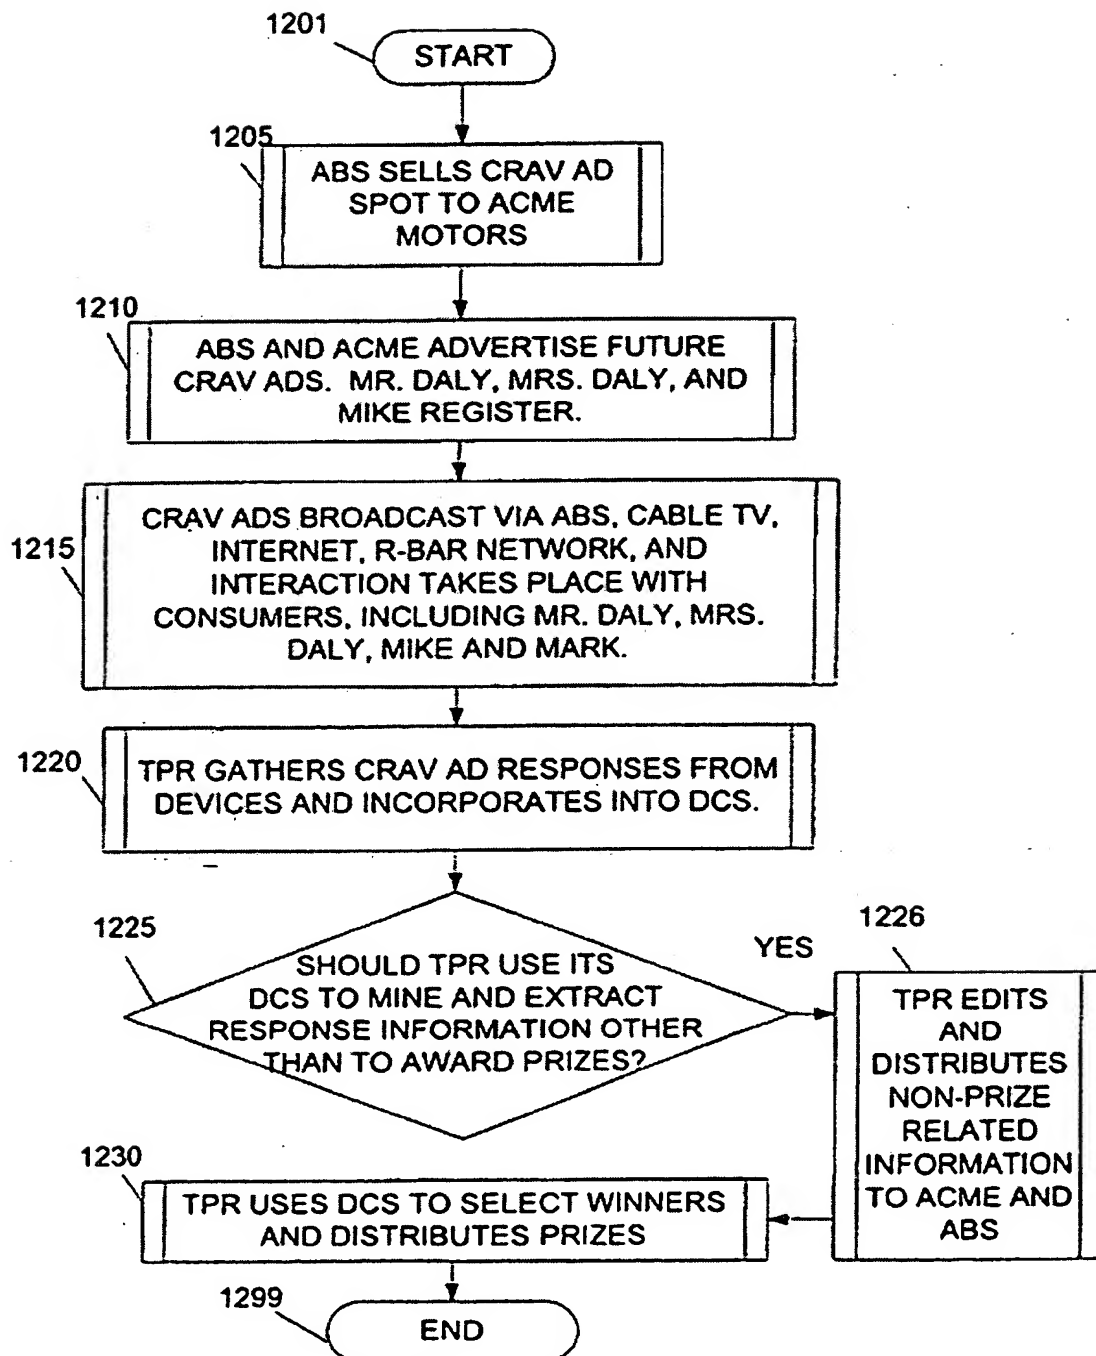 1201
START
1205
ABS SELLS CRAV AD
SPOT TO ACME
MOTORS
1210
ABS AND ACME ADVERTISE FUTURE
CRAV ADS. MR. DALY, MRS. DALY, AND
MIKE REGISTER.
1215
CRAV ADS BROADCAST VIA ABS, CABLE TV,
INTERNET, R-BAR NETWORK, AND
INTERACTION TAKES PLACE WITH
CONSUMERS, INCLUDING MR. DALY, MRS.
DALY, MIKE AND MARK.
1220
TPR GATHERS CRAV AD RESPONSES FROM
DEVICES AND INCORPORATES INTO DCS.
1225
SHOULD TPR USE ITS
DCS TO MINE AND EXTRACT
RESPONSE INFORMATION OTHER
THAN TO AWARD PRIZES?
YES
1226
TPR EDITS
AND
DISTRIBUTES
NON-PRIZE
RELATED
INFORMATION
TO ACME AND
ABS
1230
TPR USES DCS TO SELECT WINNERS
AND DISTRIBUTES PRIZES
1299
END